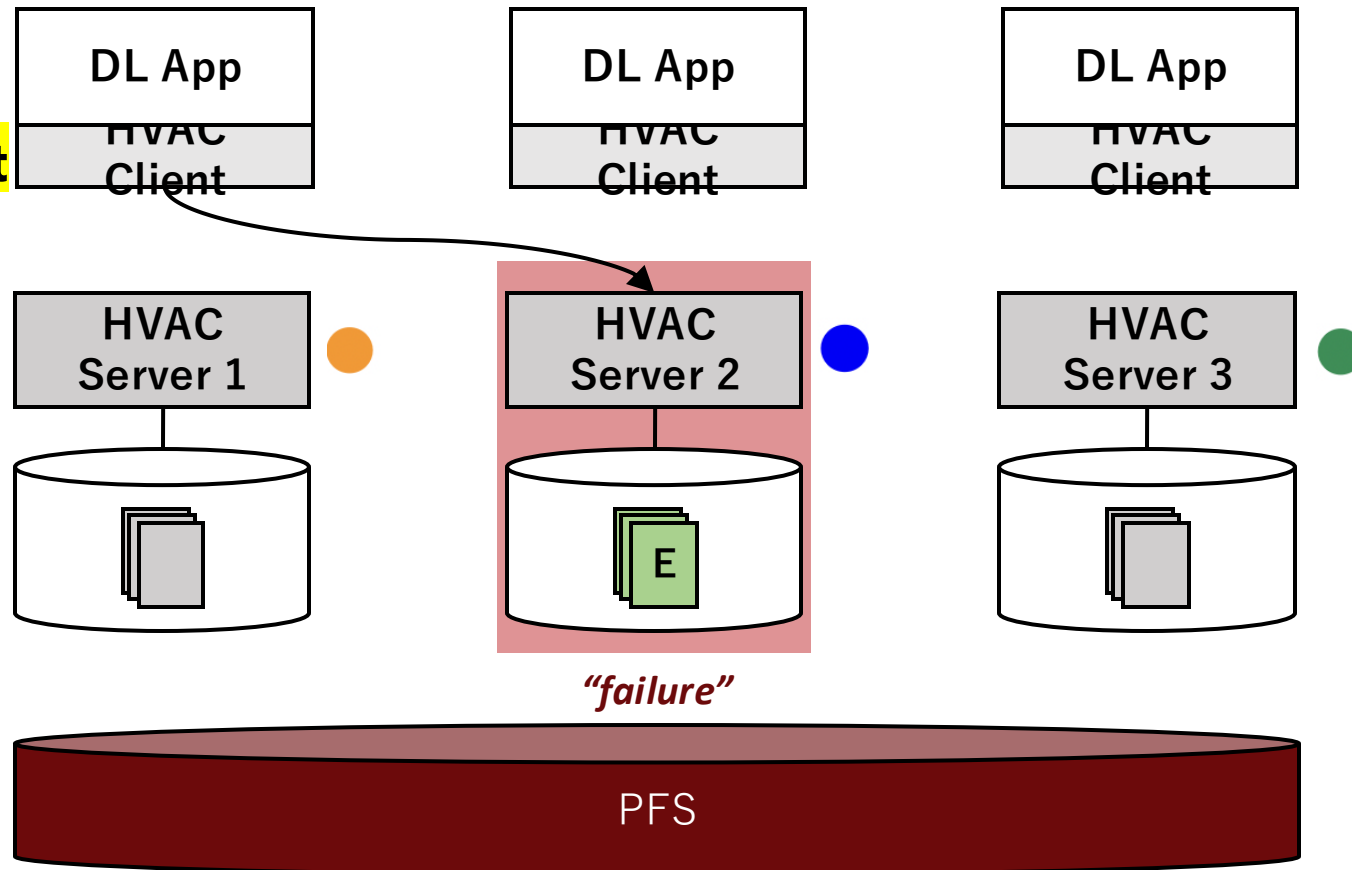 DL App
HVAC
Client
DL App
HVAC
Client
DL App
HVAC
Client
t
HVAC
Server 1
HVAC
Server 2
HVAC
Server 3
E
“failure”
PFS